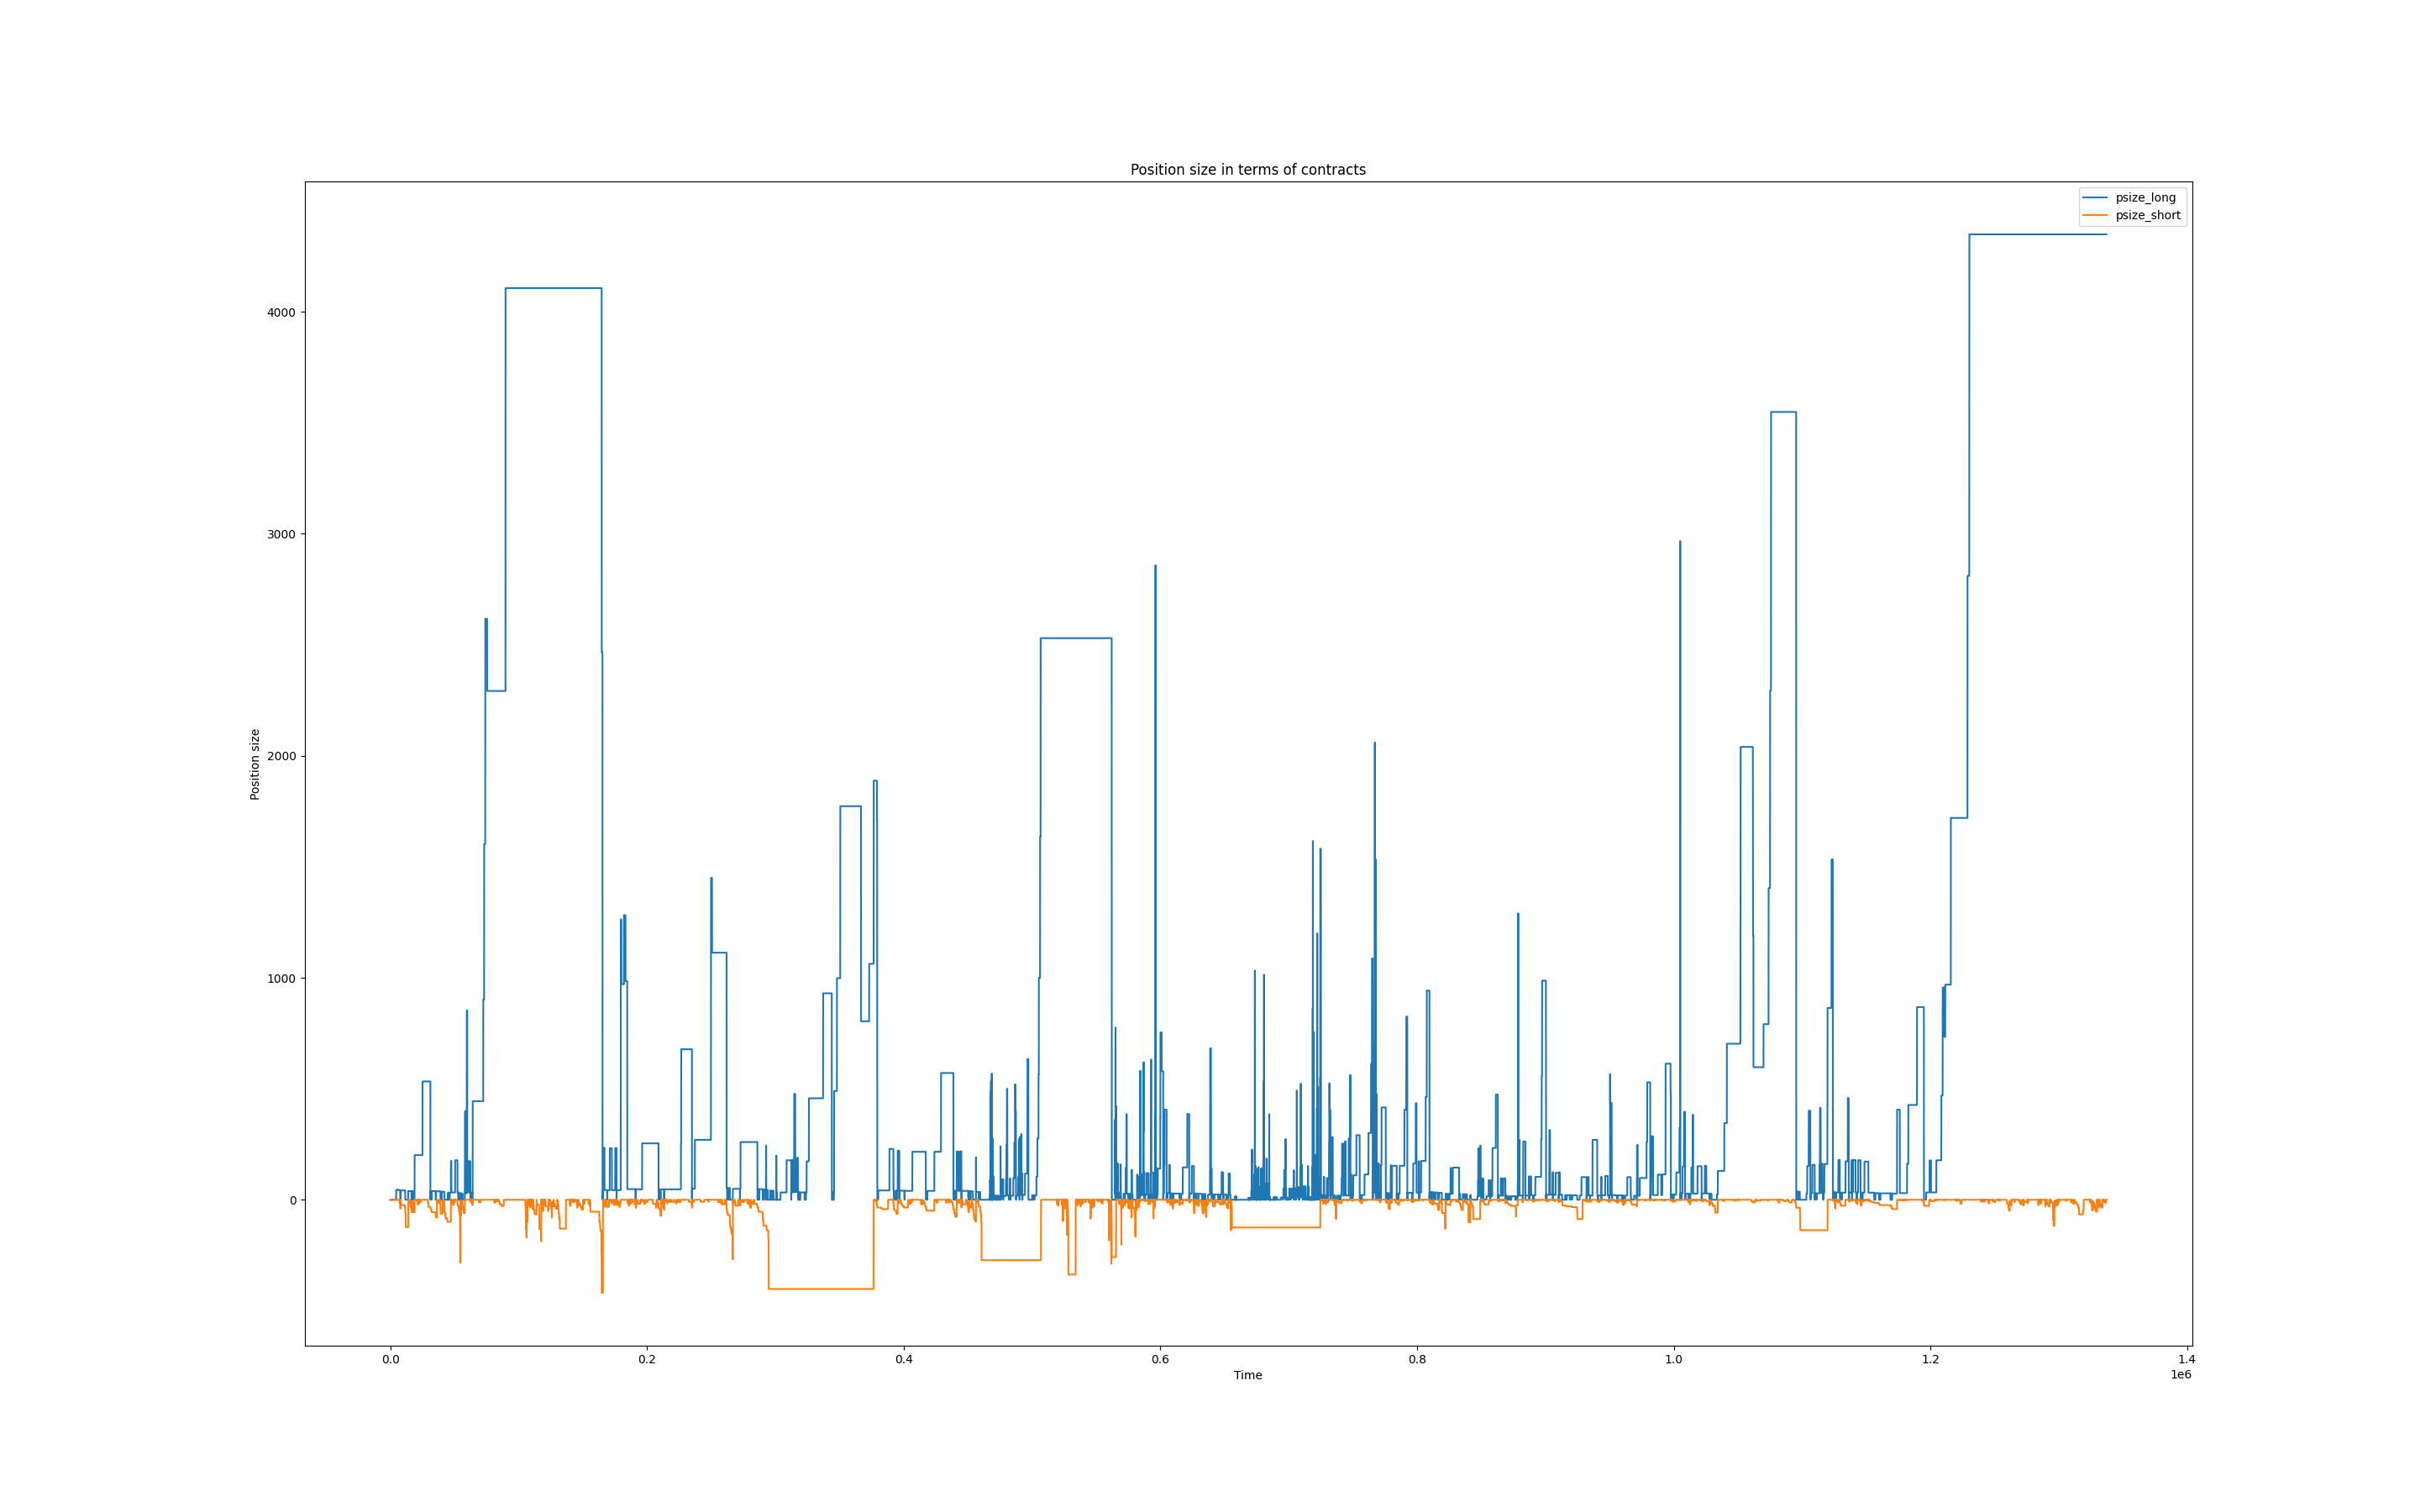 Position size in terms of contracts
psize_long
psize_short
4000
3000
2000
1000
0
Position size
0.0 0.2 0.4 0.6 0.8 1.0 1.2 1.4
Time
1e6